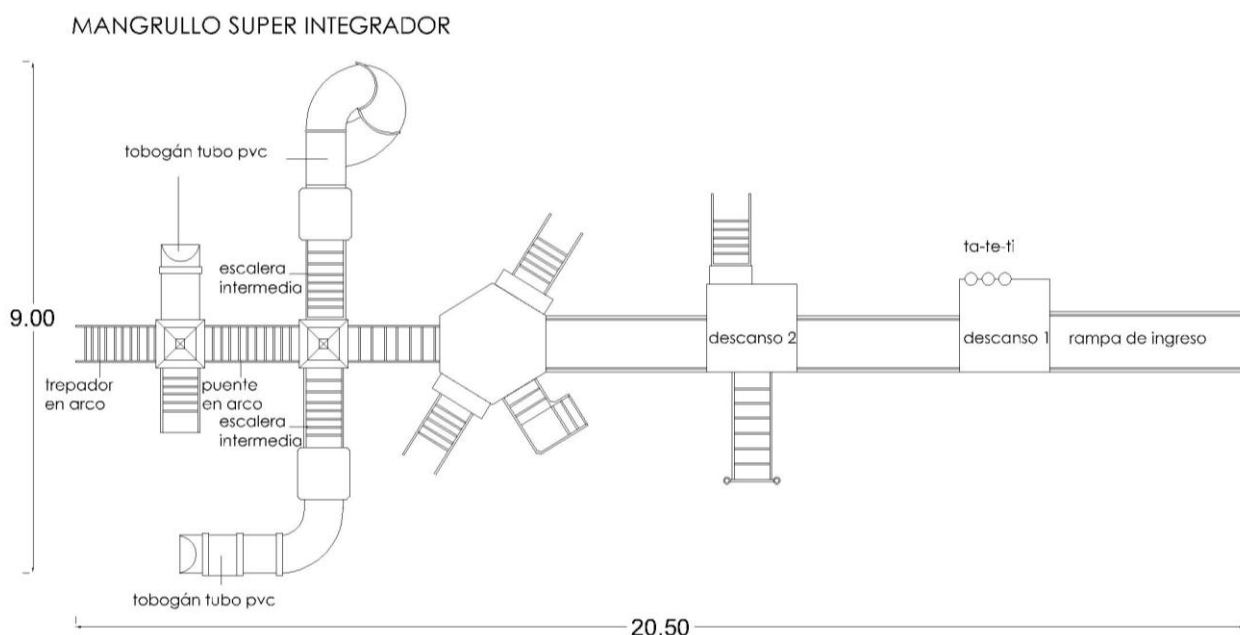 MANGRULLO SUPER INTEGRADOR
tobogán tubo pvc
ta-te-ti
escalera
intermedia
9.00
descanso 2
descanso 1
rampa de ingreso
trepador
en arco
puente
en arco
escalera
intermedia
tobogán tubo pvc
20.50